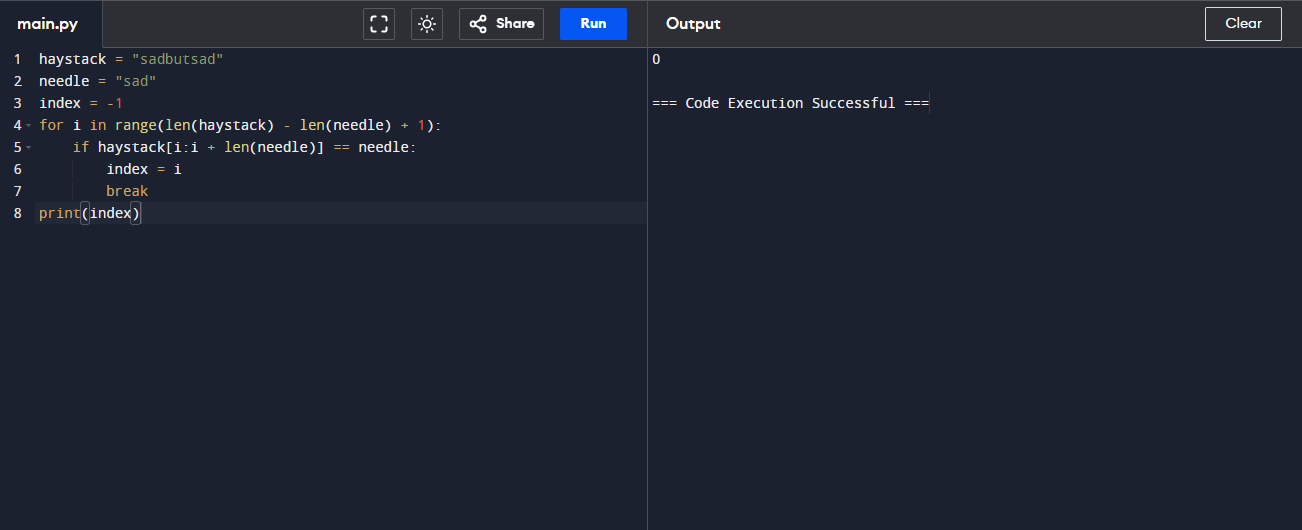 main.py
Share
Run
Output
Clear
1 haystack = "sadbutsad"
2 needle = "sad"
3 index = -1
4 for i in range(len(haystack) - len(needle) + 1):
5     if haystack[i:i + len(needle)] == needle:
6         index = i
7         break
8 print(index)
0
=== Code Execution Successful ===